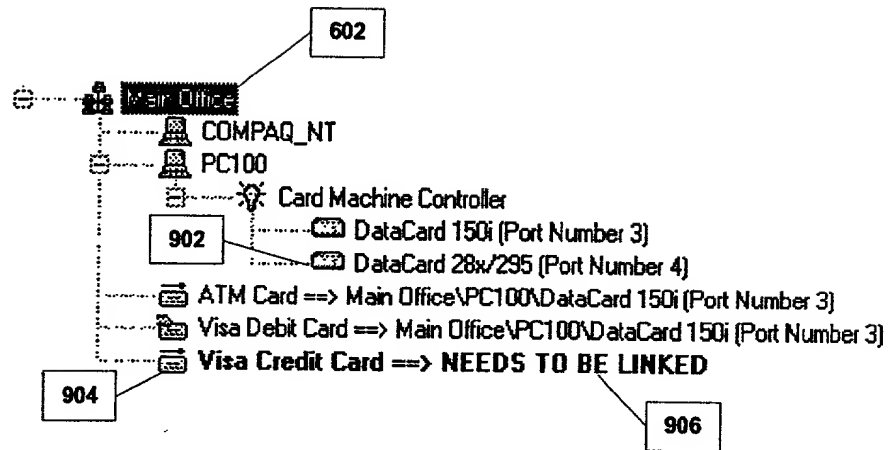 602
Main Office
COMPAQ_NT
PC100
Card Machine Controller
902
DataCard 150i (Port Number 3)
DataCard 28x/295 (Port Number 4)
ATM Card ==> Main Office\PC100\DataCard 150i (Port Number 3)
Visa Debit Card ==> Main Office\PC100\DataCard 150i (Port Number 3)
Visa Credit Card ==> NEEDS TO BE LINKED
904
906